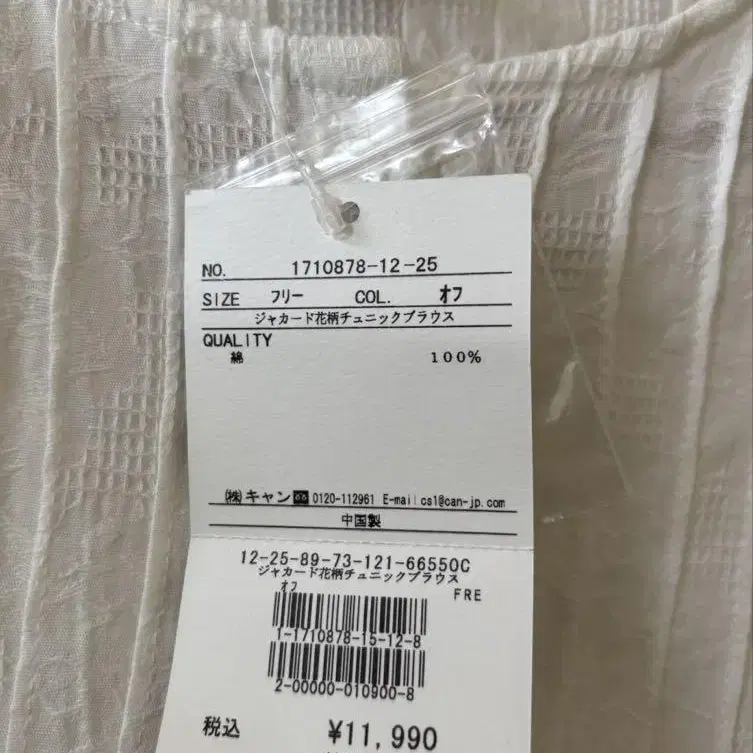 NO. 1710878-12-25
SIZE フリー COL. オフ
ジャカード花柄チュニックブラウス
QUALITY
綿 100%
㈱キャン 0120-112961 E-mail cs1@can-jp.com
中国製
12-25-89-73-121-66550C
ジャカード花柄チュニックブラウス
オフ FRE
1-1710878-15-12-8
2-00000-010900-8
税込 ¥11,990